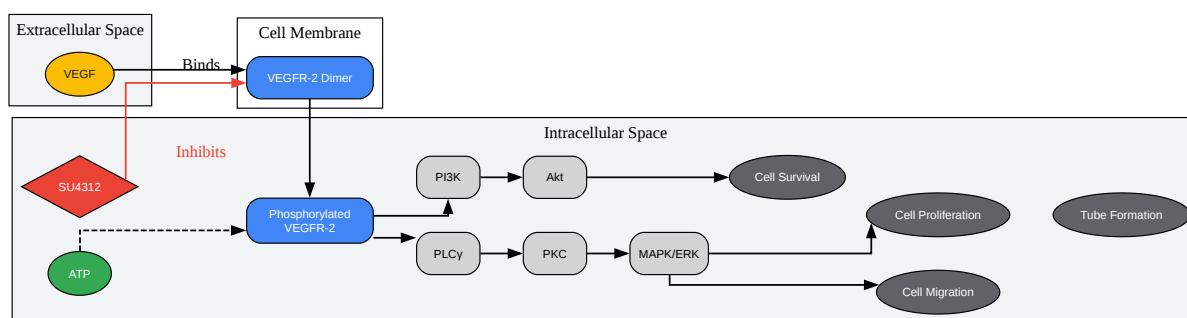 Extracellular Space
Cell Membrane
VEGF
Binds
VEGFR-2 Dimer
Intracellular Space
Inhibits
SU4312
PI3K
Akt
Cell Survival
Phosphorylated
VEGFR-2
Cell Proliferation
Tube Formation
ATP
PLCγ
PKC
MAPK/ERK
Cell Migration